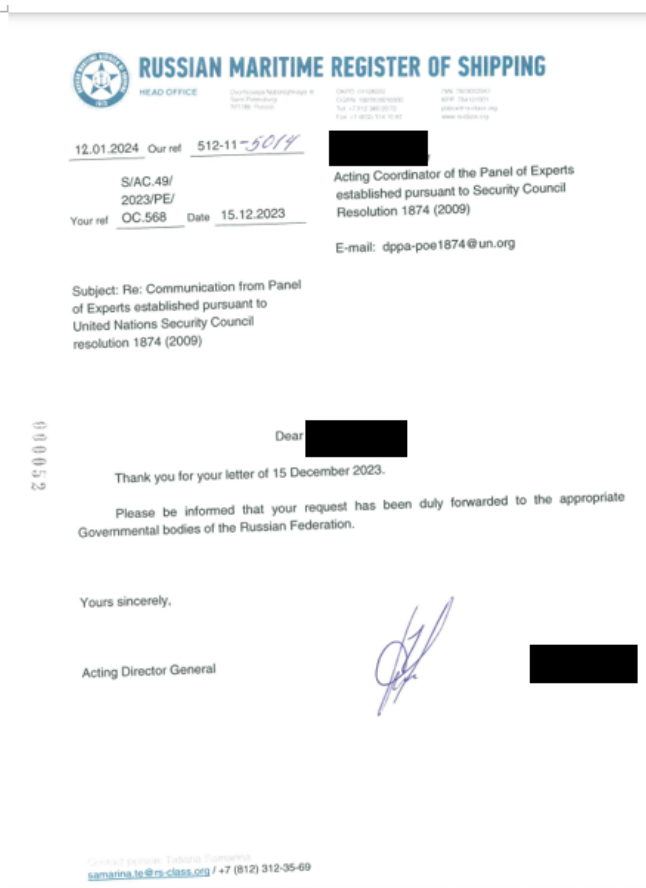 RUSSIAN MARITIME REGISTER OF SHIPPING
HEAD OFFICE
12.01.2024 Our ref 512-11-5014
S/AC.49/
2023/PE/
Your ref OC.568 Date 15.12.2023
Acting Coordinator of the Panel of Experts
established pursuant to Security Council
Resolution 1874 (2009)
E-mail: dppa-poe1874@un.org
Subject: Re: Communication from Panel
of Experts established pursuant to
United Nations Security Council
resolution 1874 (2009)
000052
Dear
Thank you for your letter of 15 December 2023.
Please be informed that your request has been duly forwarded to the appropriate
Governmental bodies of the Russian Federation.
Yours sincerely,
Acting Director General
samarina.te@rs-class.org / +7 (812) 312-35-69